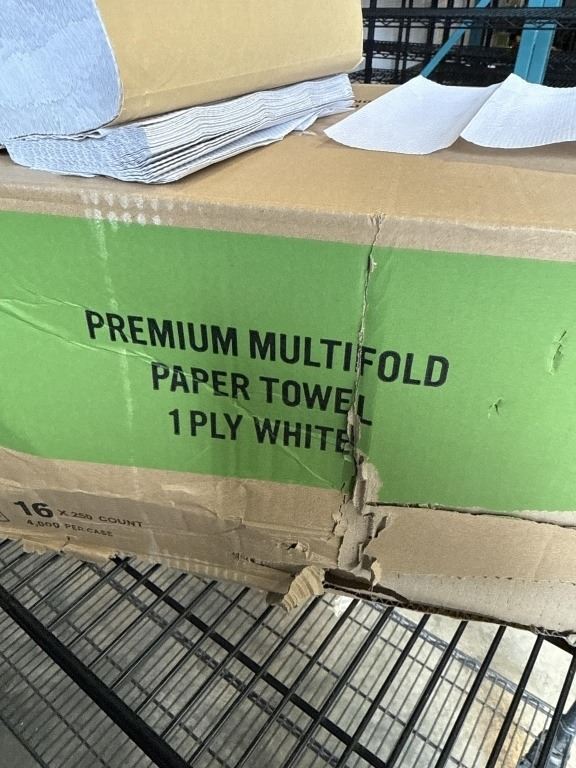 PREMIUM MULTIFOLD
PAPER TOWEL
1 PLY WHITE
16 X 250 COUNT
4,000 PER CASE